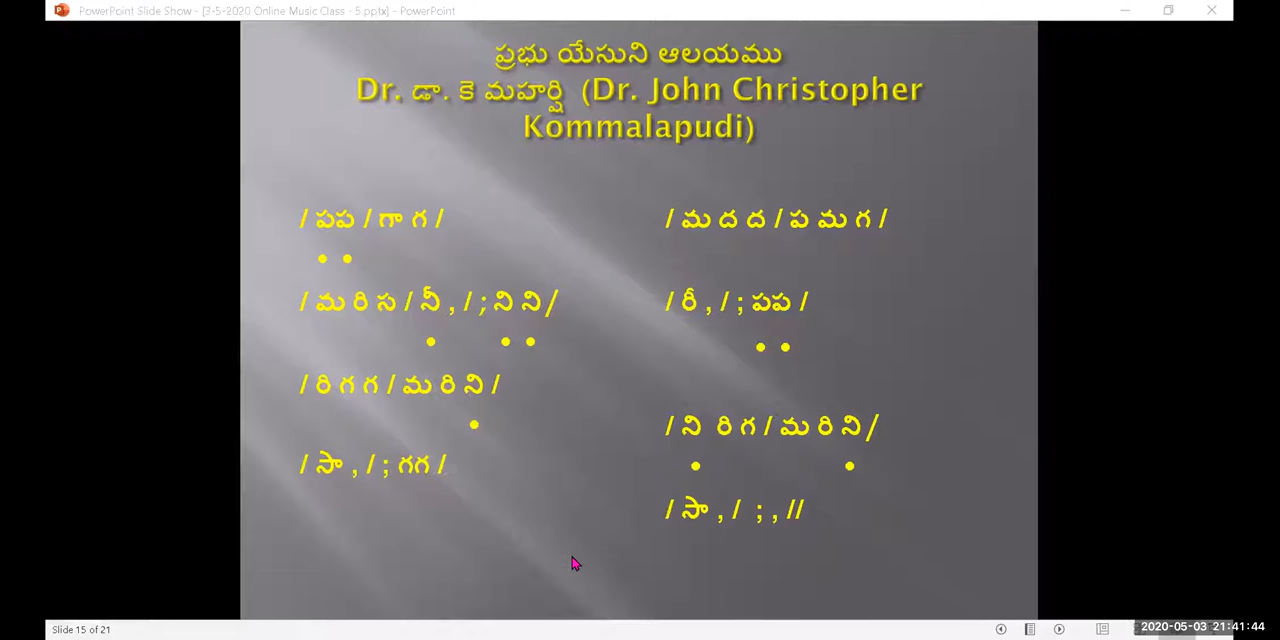 PowerPoint Slide Show - [3-5-2020 Online Music Class - 5.pptx] - PowerPoint
ప్రభు యేసుని ఆలయము
Dr. డా. కె మహర్షి (Dr. John Christopher
Kommalapudi)
/ పప / గా గ /
/ మ రి స / నీ , / ; ని ని /
/ రి గ గ / మ రి ని /
/ సా , / ; గగ /
/ మ ద ద / ప మ గ /
/ రీ , / ; పప /
/ ని రి గ / మ రి ని /
/ సా , / ; , //
Slide 15 of 21
2020-05-03 21:41:44